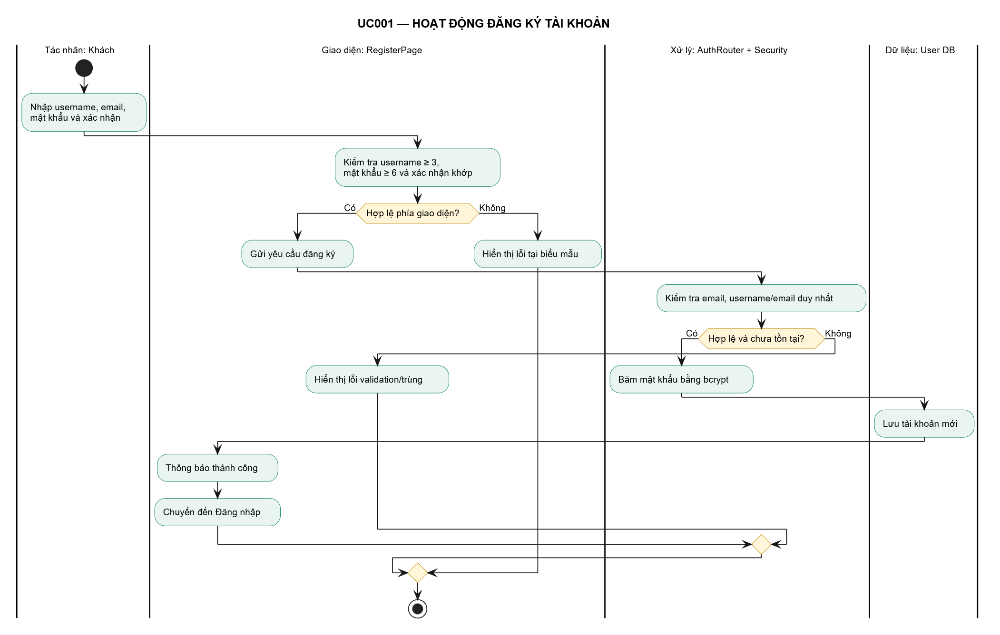 UC001 — HOẠT ĐỘNG ĐĂNG KÝ TÀI KHOẢN
Tác nhân: Khách
Giao diện: RegisterPage
Xử lý: AuthRouter + Security
Dữ liệu: User DB
Nhập username, email,
mật khẩu và xác nhận
Kiểm tra username ≥ 3,
mật khẩu ≥ 6 và xác nhận khớp
Có
Hợp lệ phía giao diện?
Không
Gửi yêu cầu đăng ký
Hiển thị lỗi tại biểu mẫu
Kiểm tra email, username/email duy nhất
Có
Hợp lệ và chưa tồn tại?
Không
Hiển thị lỗi validation/trùng
Băm mật khẩu bằng bcrypt
Lưu tài khoản mới
Thông báo thành công
Chuyển đến Đăng nhập